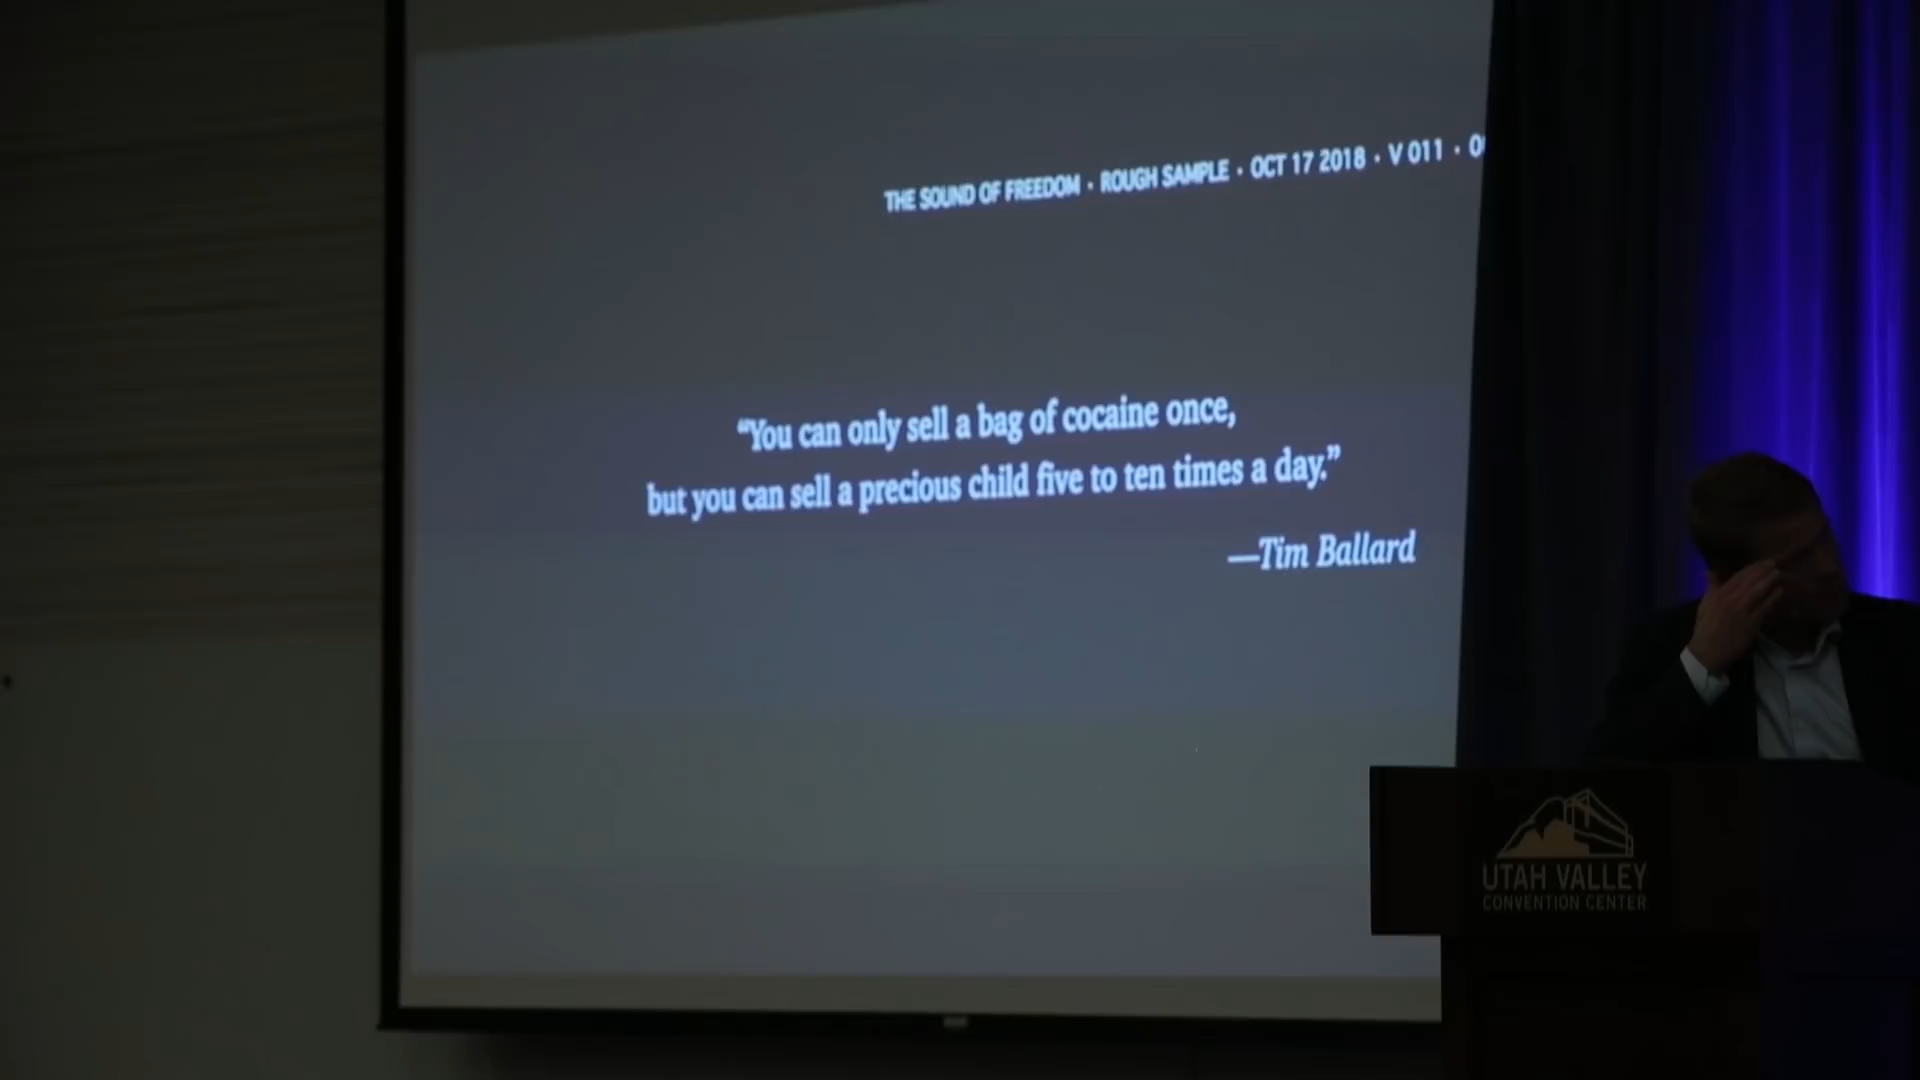 THE SOUND OF FREEDOM · ROUGH SAMPLE · OCT 17 2018 · V 011 ·
“You can only sell a bag of cocaine once,
but you can sell a precious child five to ten times a day.”
—Tim Ballard
UTAH VALLEY
CONVENTION CENTER